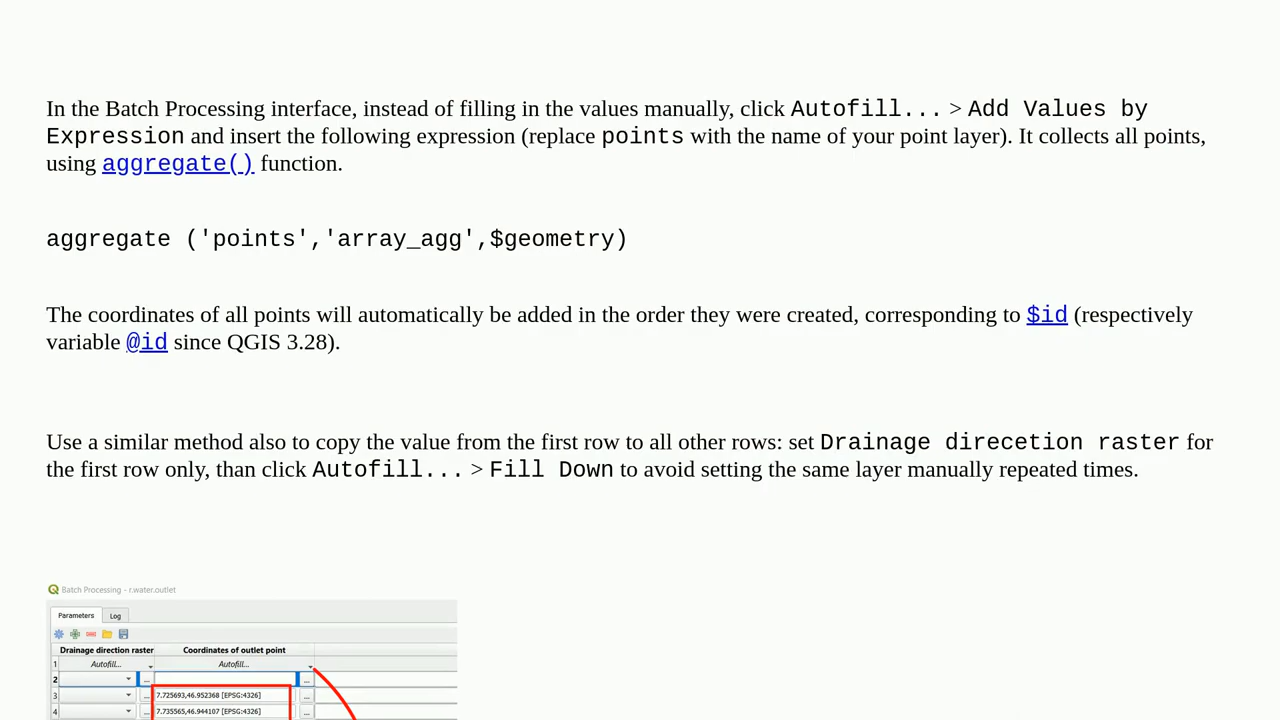 In the Batch Processing interface, instead of filling in the values manually, click Autofill... > Add Values by
Expression and insert the following expression (replace points with the name of your point layer). It collects all points,
using aggregate() function.
aggregate ('points','array_agg',$geometry)
The coordinates of all points will automatically be added in the order they were created, corresponding to $id (respectively
variable @id since QGIS 3.28).
Use a similar method also to copy the value from the first row to all other rows: set Drainage direcetion raster for
the first row only, than click Autofill... > Fill Down to avoid setting the same layer manually repeated times.
Batch Processing - r.water.outlet
Parameters Log
Drainage direction raster Coordinates of outlet point
1 Autofill... Autofill...
2 ... ...
3 ... 7.725693,46.952368 [EPSG:4326] ...
4 ... 7.735565,46.944107 [EPSG:4326] ...